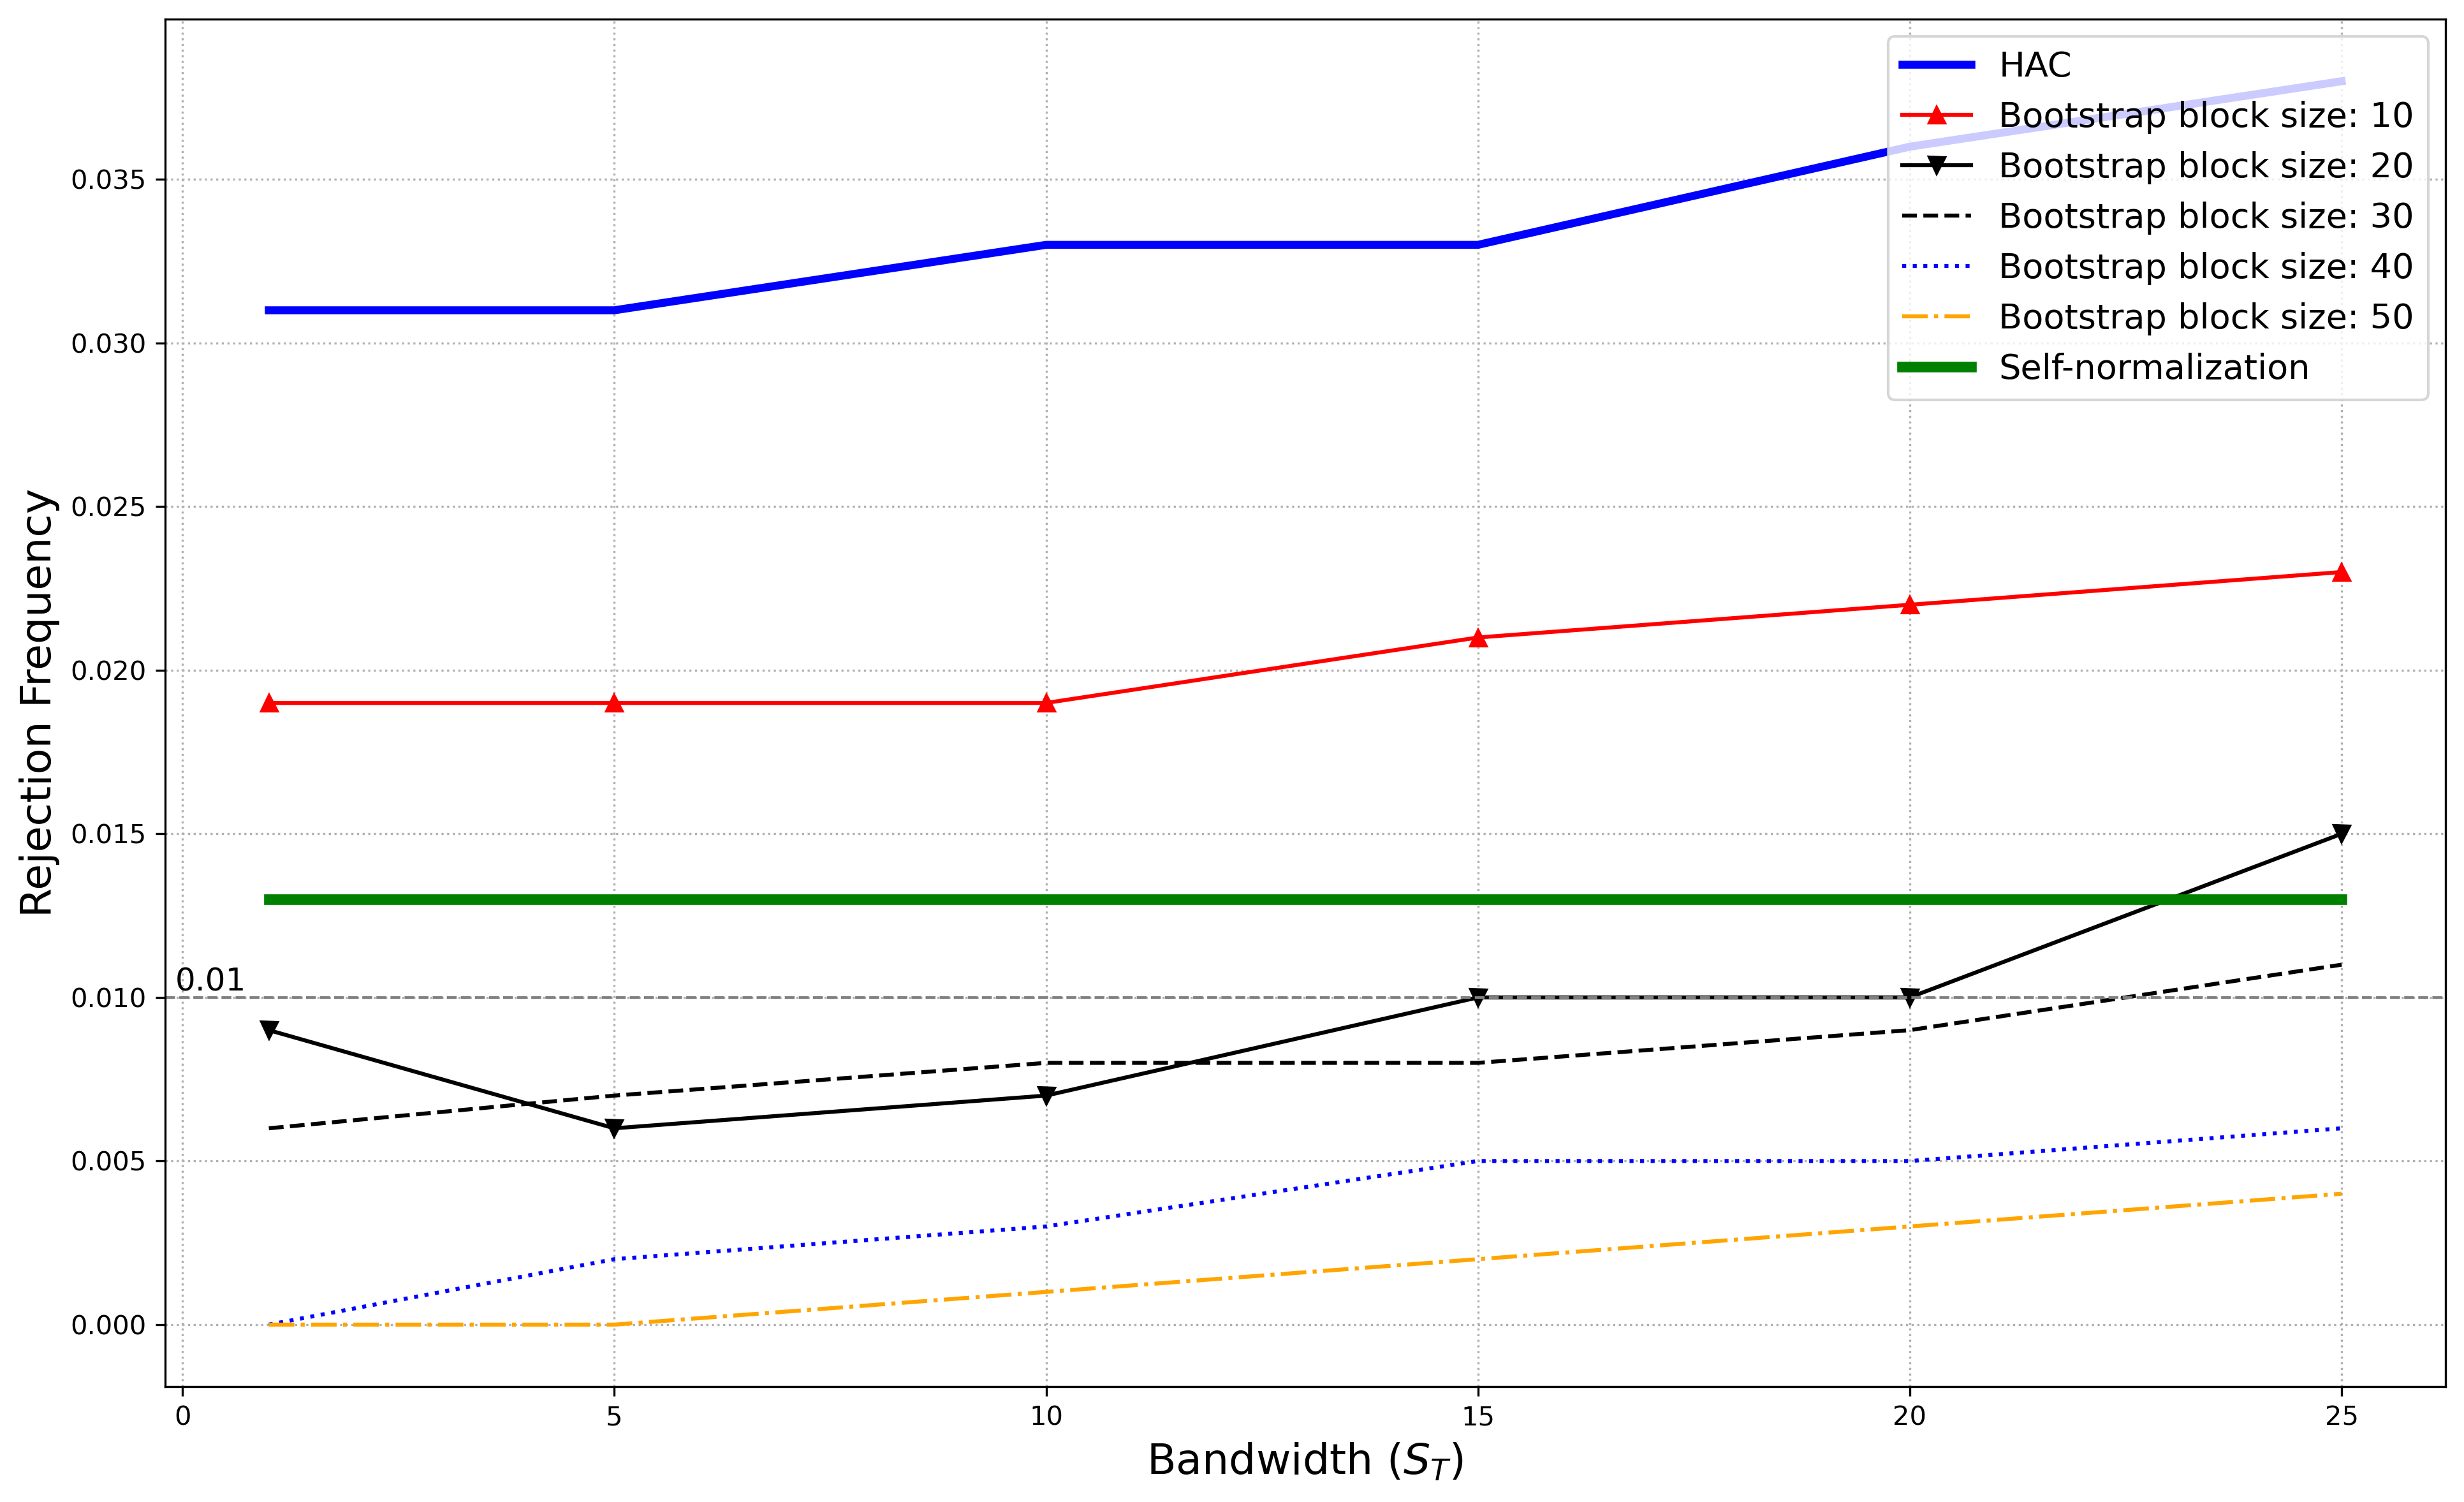 HAC
Bootstrap block size: 10
Bootstrap block size: 20
Bootstrap block size: 30
Bootstrap block size: 40
Bootstrap block size: 50
Self-normalization
0.035
0.030
0.025
0.020
0.015
0.010
0.005
0.000
0.01
Rejection Frequency
0 5 10 15 20 25
Bandwidth ($S_T$)